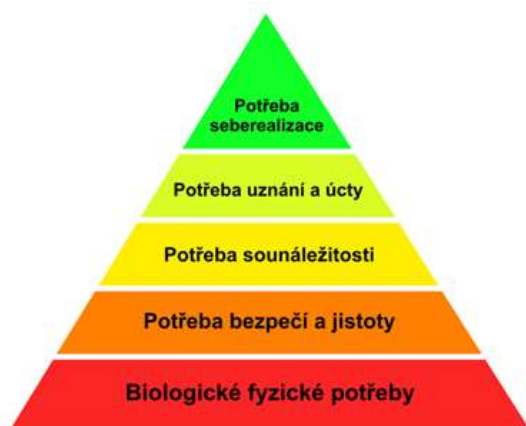 Potřeba
seberealizace
Potřeba uznání a úcty
Potřeba sounáležitosti
Potřeba bezpečí a jistoty
Biologické fyzické potřeby